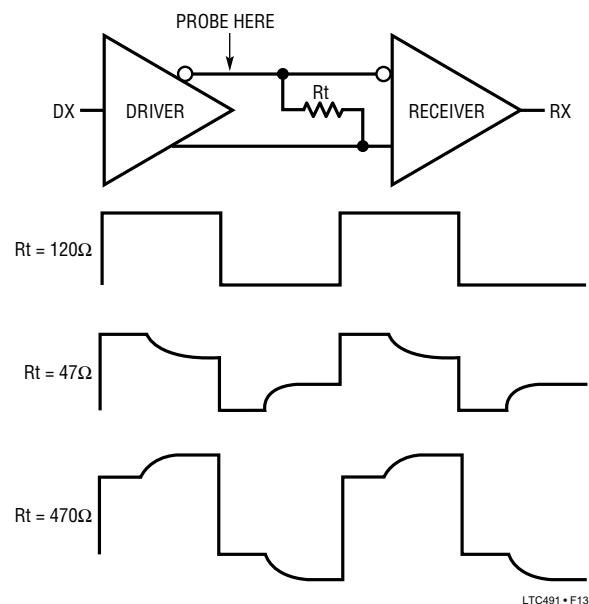 PROBE HERE
Rt
DX
DRIVER
RECEIVER
RX
Rt = 120Ω
Rt = 47Ω
Rt = 470Ω
LTC491 • F13